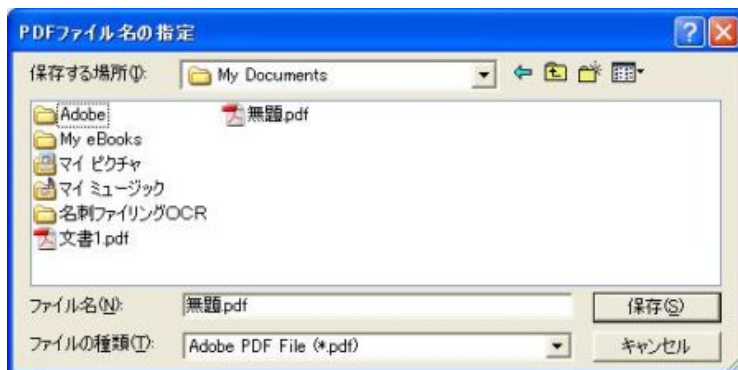 PDFファイル名の指定
保存する場所(I): My Documents
Adobe 無題.pdf
My eBooks
マイ ピクチャ
マイ ミュージック
名刺ファイリングOCR
文書1.pdf
ファイル名(N): 無題.pdf 保存(S)
ファイルの種類(T): Adobe PDF File (*.pdf) キャンセル